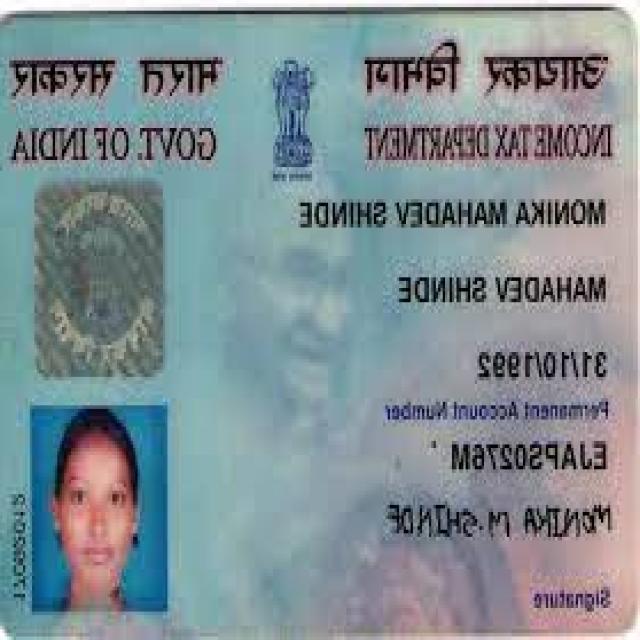 आयकर विभाग
INCOME TAX DEPARTMENT
भारत सरकार
GOVT. OF INDIA
MONIKA MAHADEV SHINDE
MAHADEV SHINDE
31/10/1992
Permanent Account Number
EJAPS0276M
MONIKA M.SHINDE
Signature